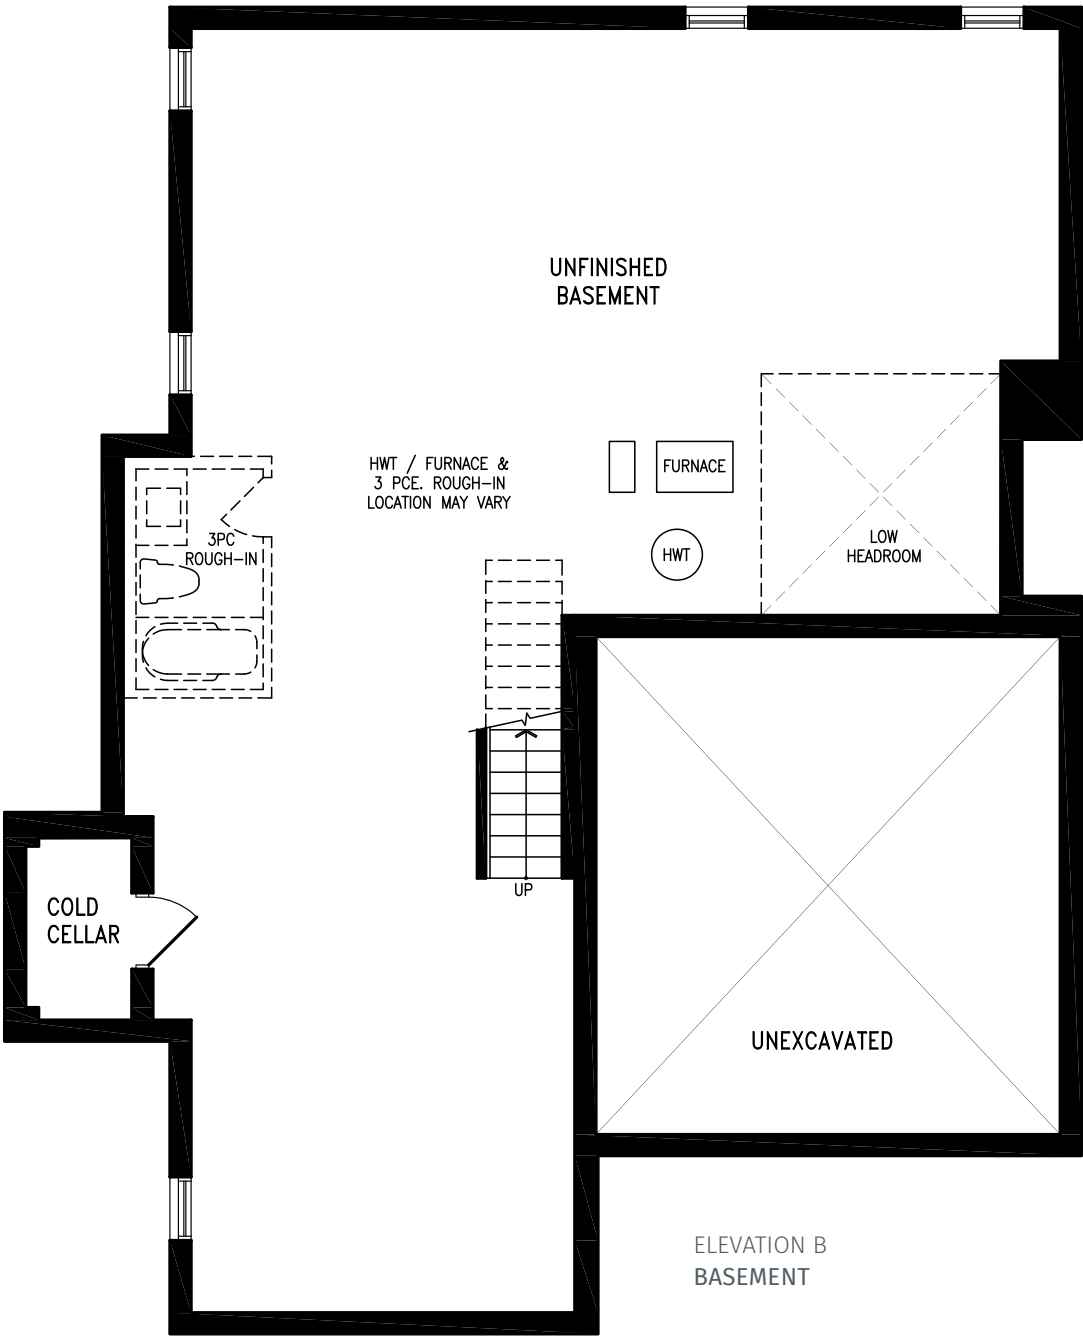 UNFINISHED
BASEMENT
HWT / FURNACE &
3 PCE. ROUGH-IN
LOCATION MAY VARY
FURNACE
3PC
ROUGH-IN
HWT
LOW
HEADROOM
UP
COLD
CELLAR
UNEXCAVATED
ELEVATION B
BASEMENT